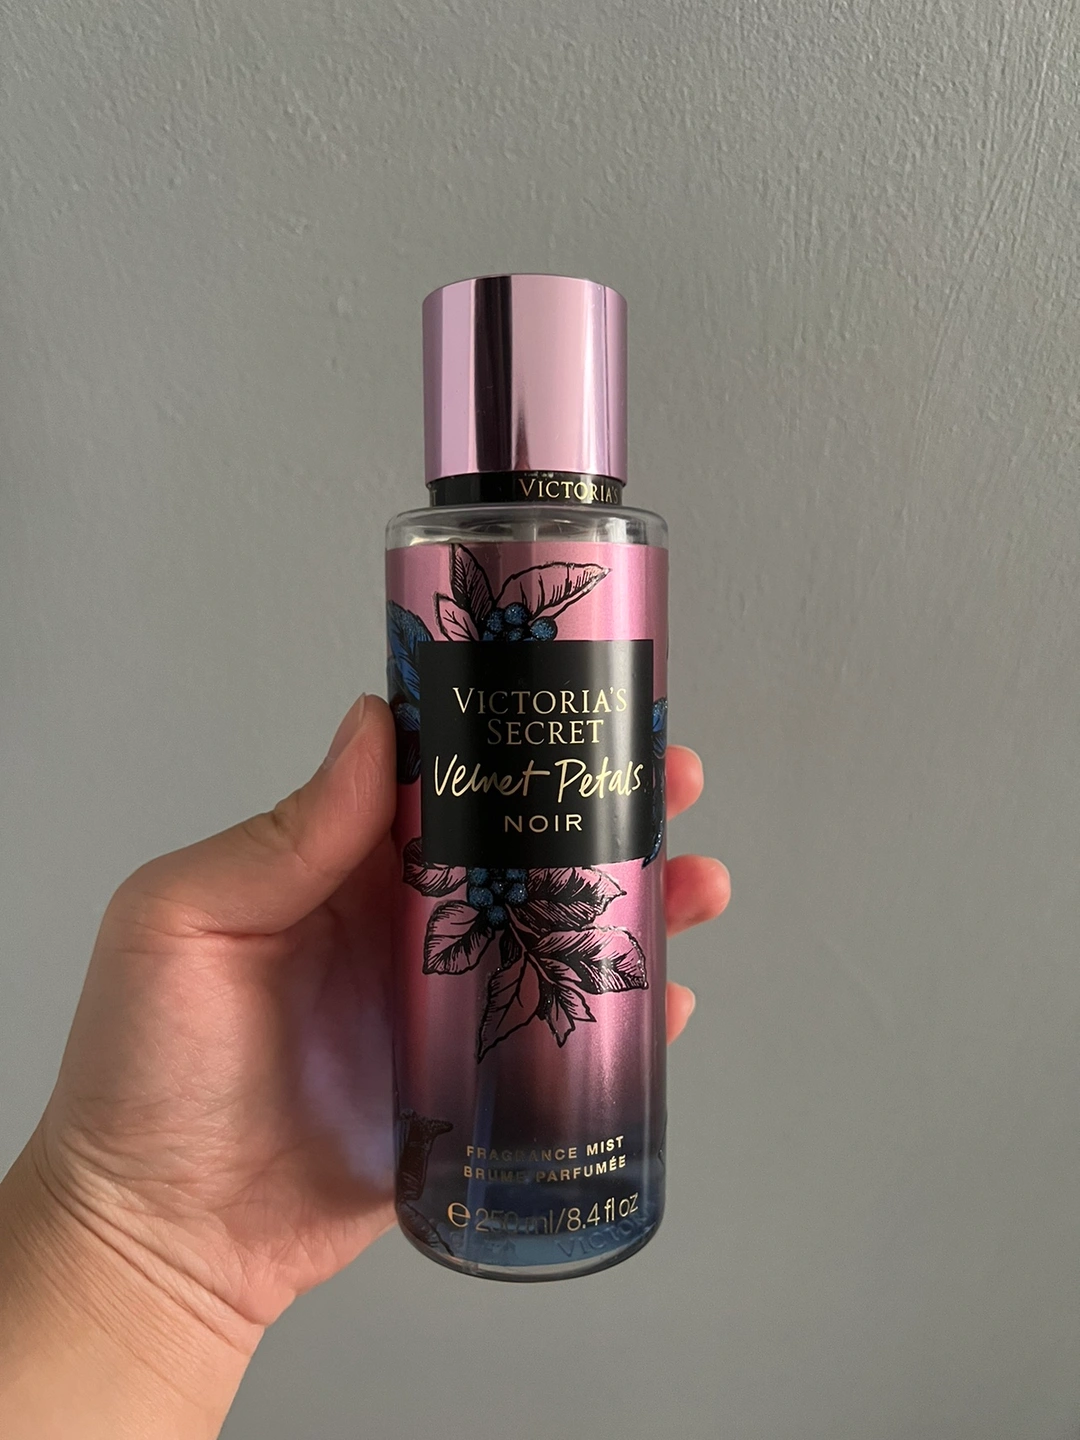 VICTORIA'S
VICTORIA'S
SECRET
Velvet Petals
NOIR
FRAGRANCE MIST
BRUME PARFUMÉE
℮ 250 ml/8.4 fl oz